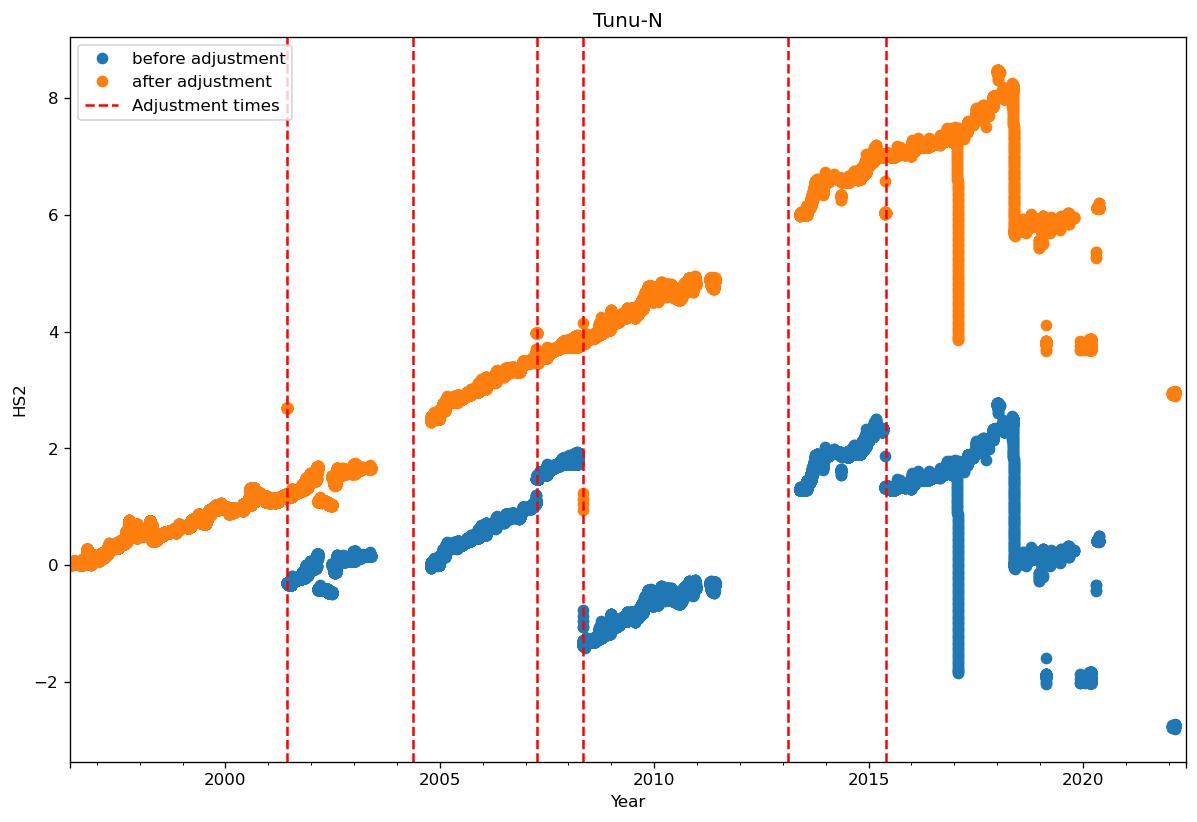 Tunu-N
before adjustment
after adjustment
Adjustment times
8
6
4
2
0
−2
HS2
2000
2005
2010
2015
2020
Year